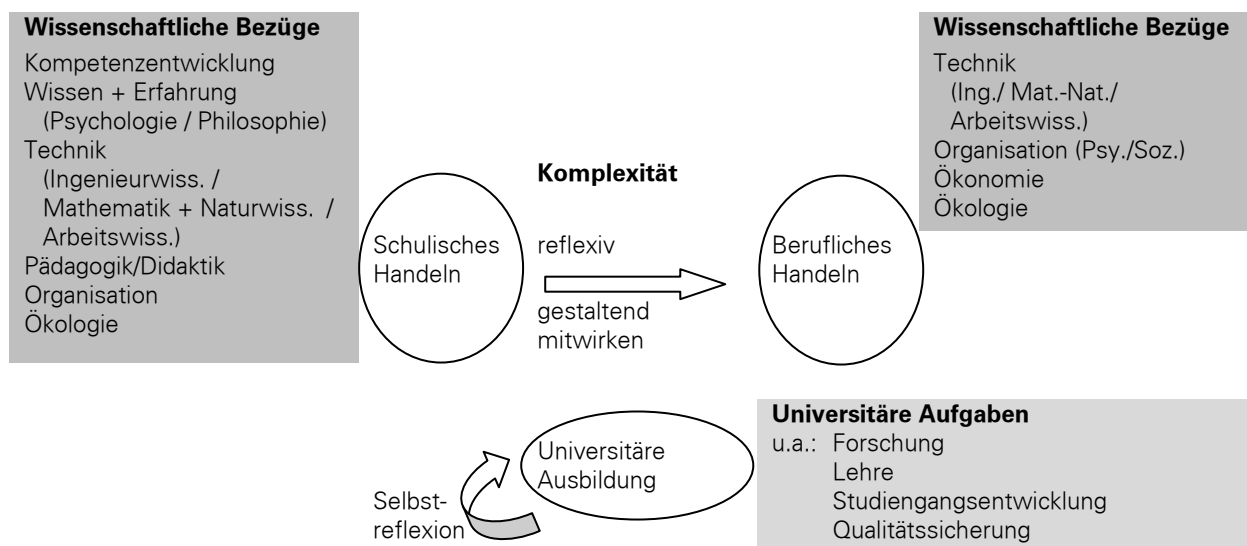 Wissenschaftliche Bezüge
Kompetenzentwicklung
Wissen + Erfahrung
(Psychologie / Philosophie)
Technik
(Ingenieurwiss. /
Mathematik + Naturwiss. /
Arbeitswiss.)
Pädagogik/Didaktik
Organisation
Ökologie
Schulisches
Handeln
Komplexität
reflexiv
gestaltend
mitwirken
Berufliches
Handeln
Wissenschaftliche Bezüge
Technik
(Ing./ Mat.-Nat./
Arbeitswiss.)
Organisation (Psy./Soz.)
Ökonomie
Ökologie
Selbst-
reflexion
Universitäre
Ausbildung
Universitäre Aufgaben
u.a.: Forschung
Lehre
Studiengangsentwicklung
Qualitätssicherung